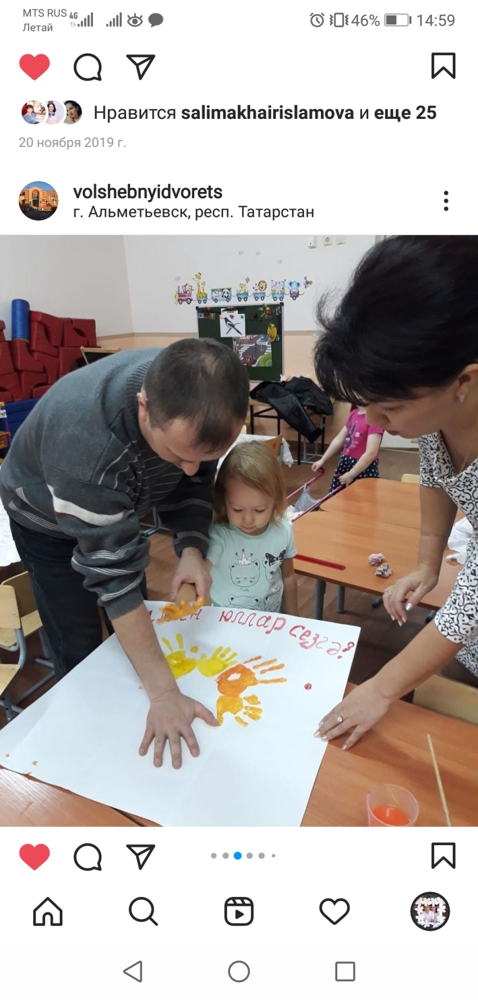 MTS RUS 4G
Летай
46% 14:59
Нравится salimakhairislamova и еще 25
20 ноября 2019 г.
volshebnyidvorets
г. Альметьевск, респ. Татарстан
юллар сезгә!